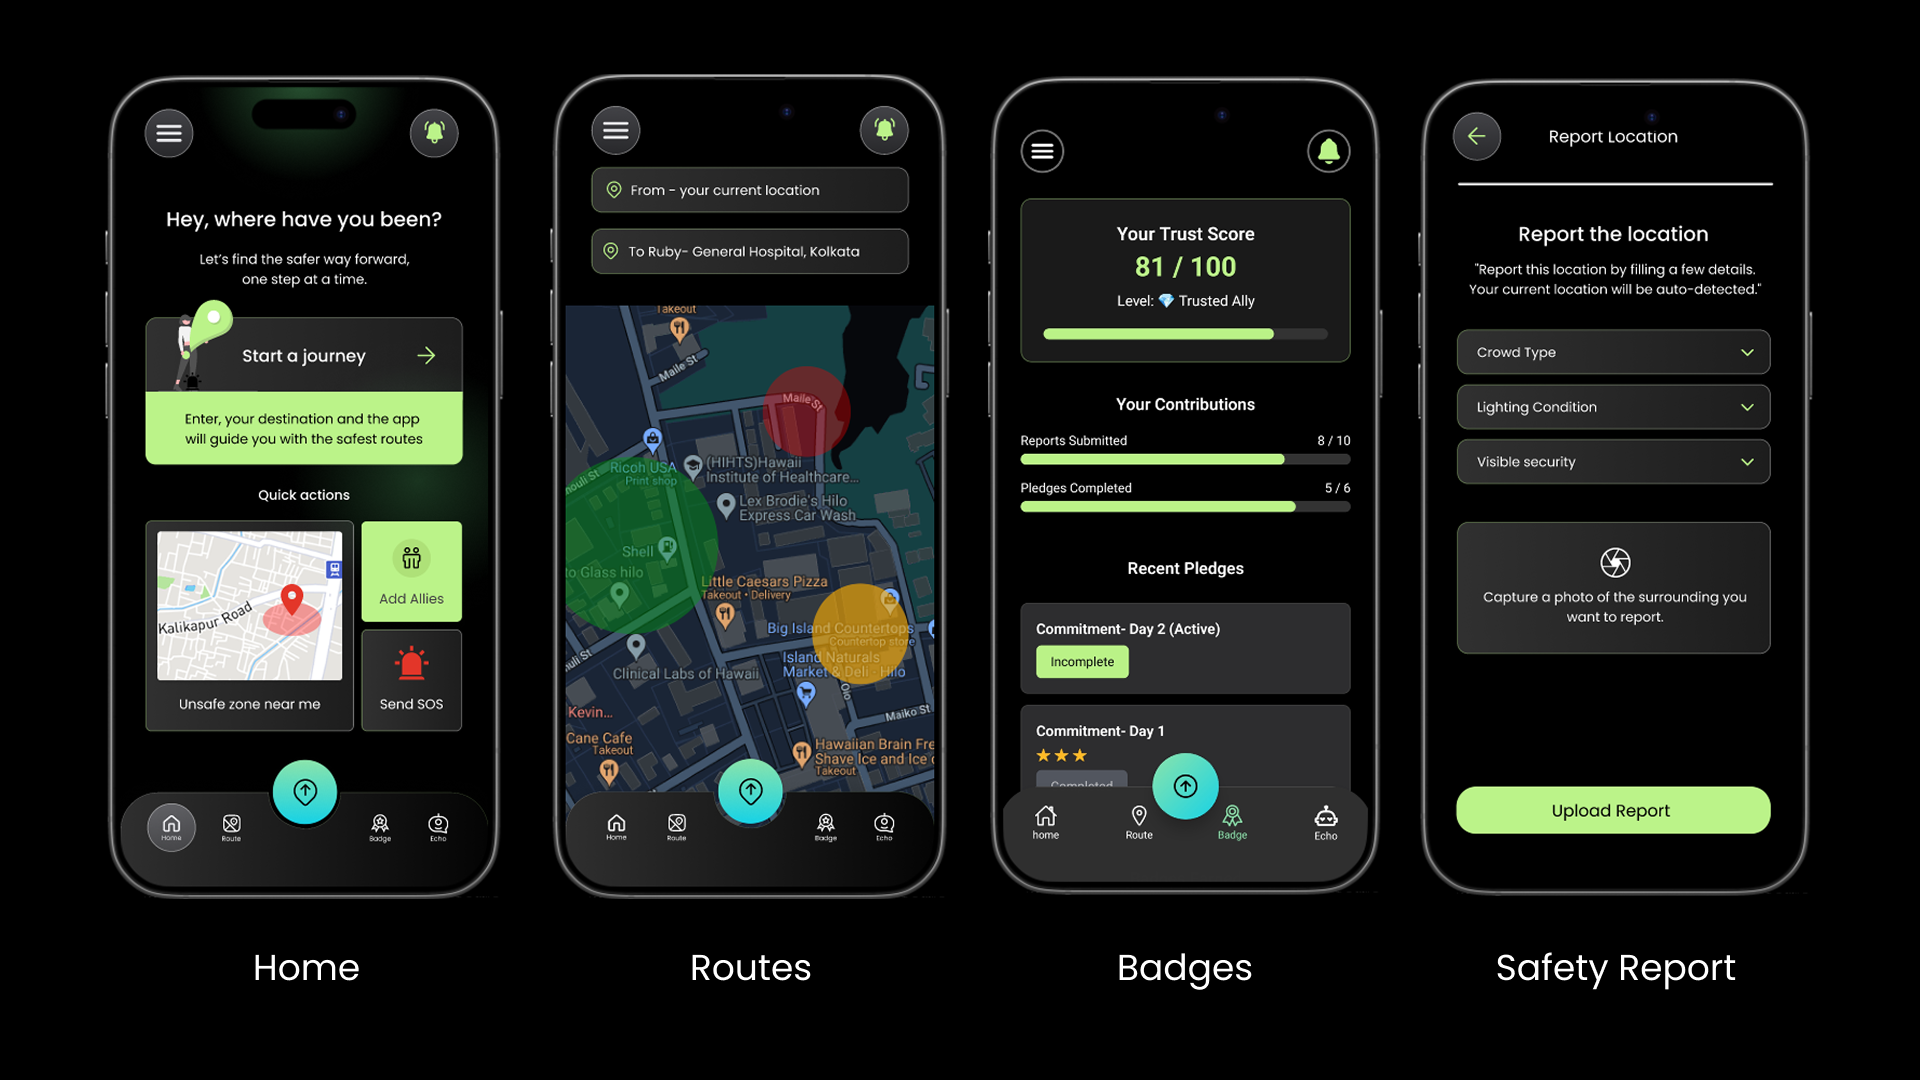 Hey, where have you been?
Let's find the safer way forward,
one step at a time.
Start a journey
Enter, your destination and the app
will guide you with the safest routes
Quick actions
Kalikapur Road
Unsafe zone near me
Add Allies
Send SOS
Home
Route
Badge
Echo
Home
From - your current location
To Ruby- General Hospital, Kolkata
Takeout
Maile St
Maile St
Ricoh USA
Print shop
(HIHTS)Hawaii
Institute of Healthcare...
nouli St
Lex Brodie's Hilo
Express Car Wash
Shell
to Glass hilo
Little Caesars Pizza
Takeout • Delivery
Big Island Countertops
Countertop store
Island Naturals
Market & Deli - Hilo
uli St
Clinical Labs of Hawaii
Olo
Maiko St
Kevin...
Cane Cafe
Takeout
Hawaiian Brain Fre
Shave Ice and Ice c
Takeout
Home
Route
Badge
Echo
Routes
Your Trust Score
81 / 100
Level: 💎 Trusted Ally
Your Contributions
Reports Submitted 8 / 10
Pledges Completed 5 / 6
Recent Pledges
Commitment- Day 2 (Active)
Incomplete
Commitment- Day 1
Completed
home
Route
Badge
Echo
Badges
Report Location
Report the location
"Report this location by filling a few details.
Your current location will be auto-detected."
Crowd Type
Lighting Condition
Visible security
Capture a photo of the surrounding you
want to report.
Upload Report
Safety Report